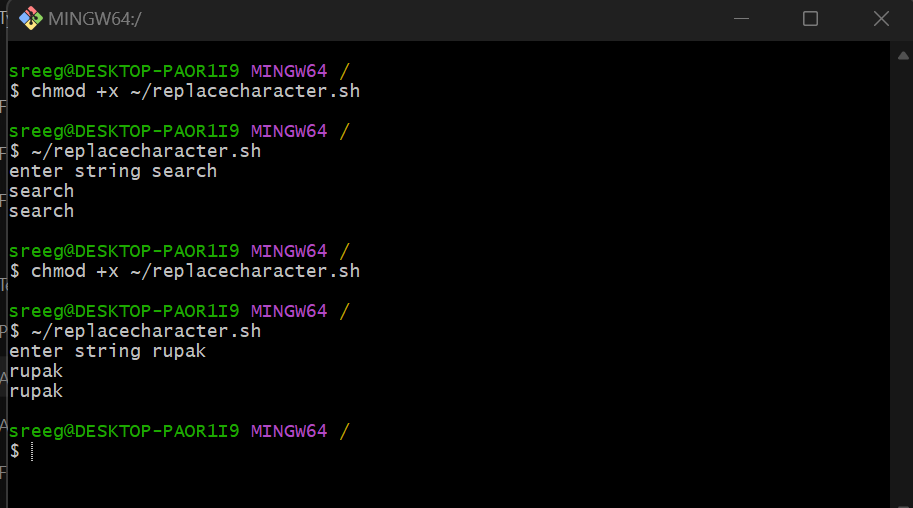 MINGW64:/
sreeg@DESKTOP-PAOR1I9 MINGW64 /
$ chmod +x ~/replacecharacter.sh
sreeg@DESKTOP-PAOR1I9 MINGW64 /
$ ~/replacecharacter.sh
enter string search
search
search
sreeg@DESKTOP-PAOR1I9 MINGW64 /
$ chmod +x ~/replacecharacter.sh
sreeg@DESKTOP-PAOR1I9 MINGW64 /
$ ~/replacecharacter.sh
enter string rupak
rupak
rupak
sreeg@DESKTOP-PAOR1I9 MINGW64 /
$